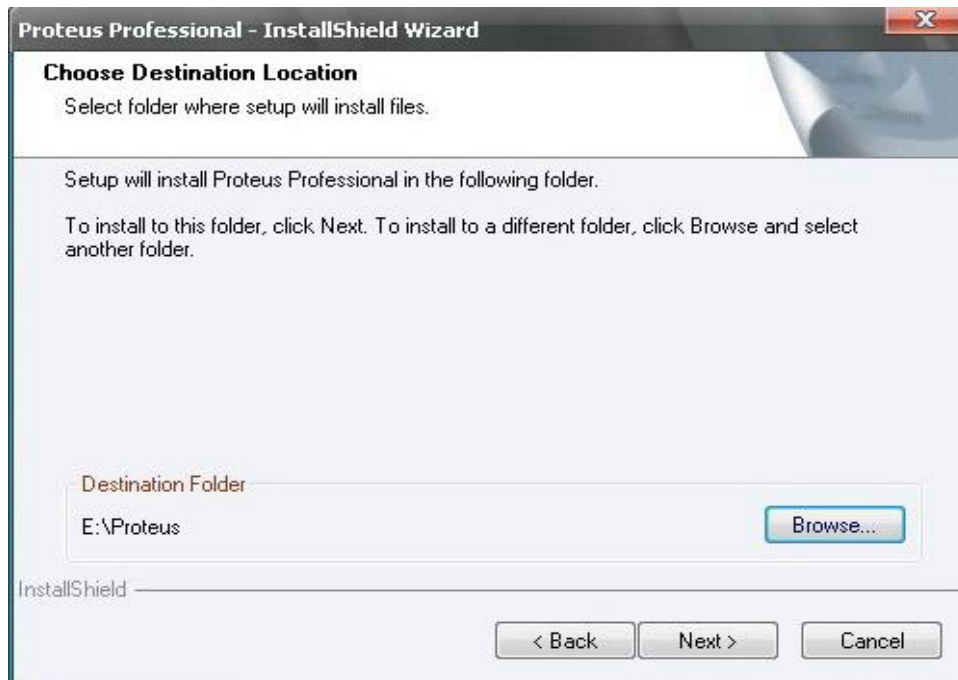 Proteus Professional - InstallShield Wizard
Choose Destination Location
Select folder where setup will install files.
Setup will install Proteus Professional in the following folder.
To install to this folder, click Next. To install to a different folder, click Browse and select
another folder.
Destination Folder
E:\Proteus
Browse...
InstallShield
< Back
Next >
Cancel